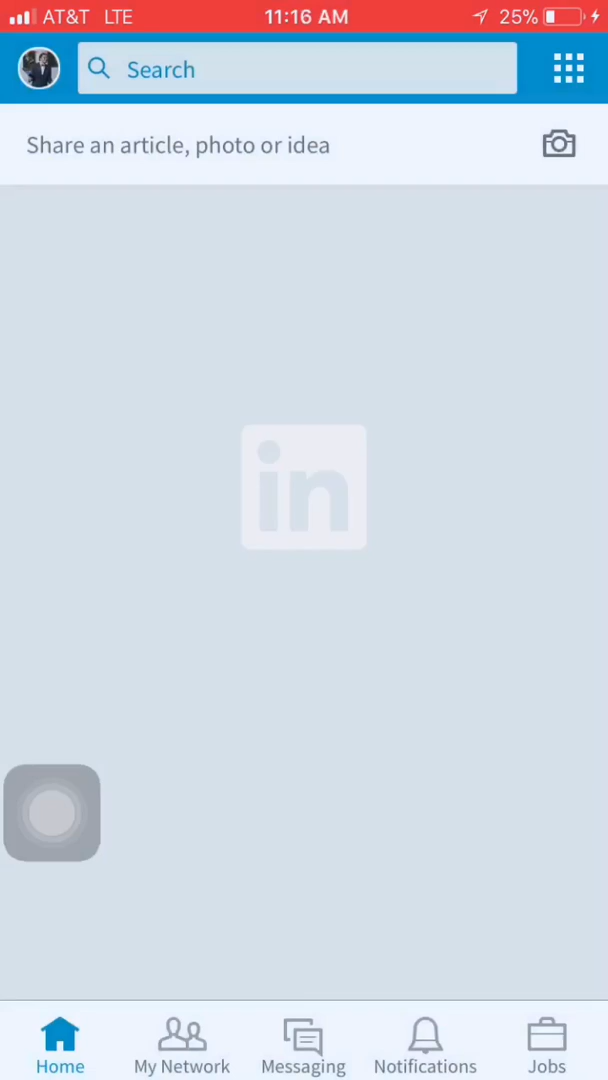 AT&T LTE 11:16 AM 25%
Search
Share an article, photo or idea
in
Home My Network Messaging Notifications Jobs